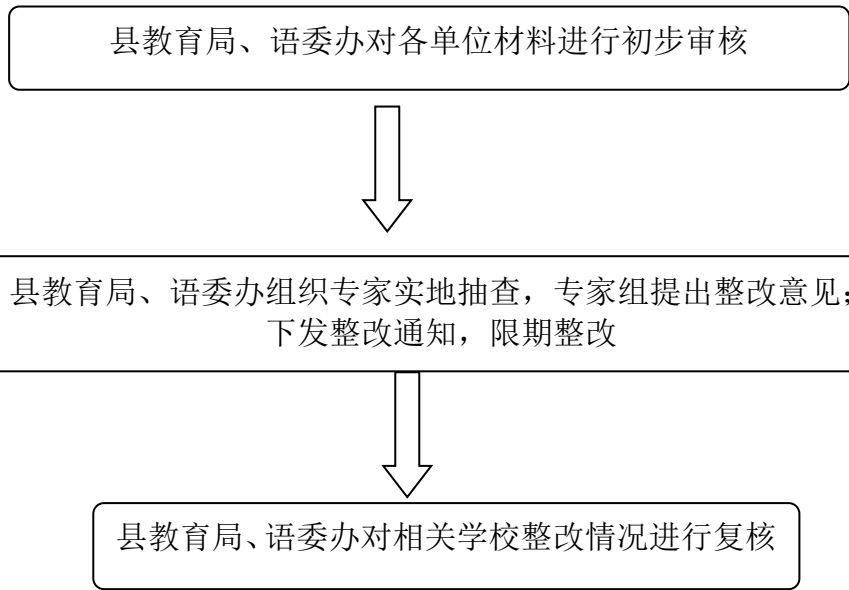 县教育局、语委办对各单位材料进行初步审核
县教育局、语委办组织专家实地抽查，专家组提出整改意见；
下发整改通知，限期整改
县教育局、语委办对相关学校整改情况进行复核